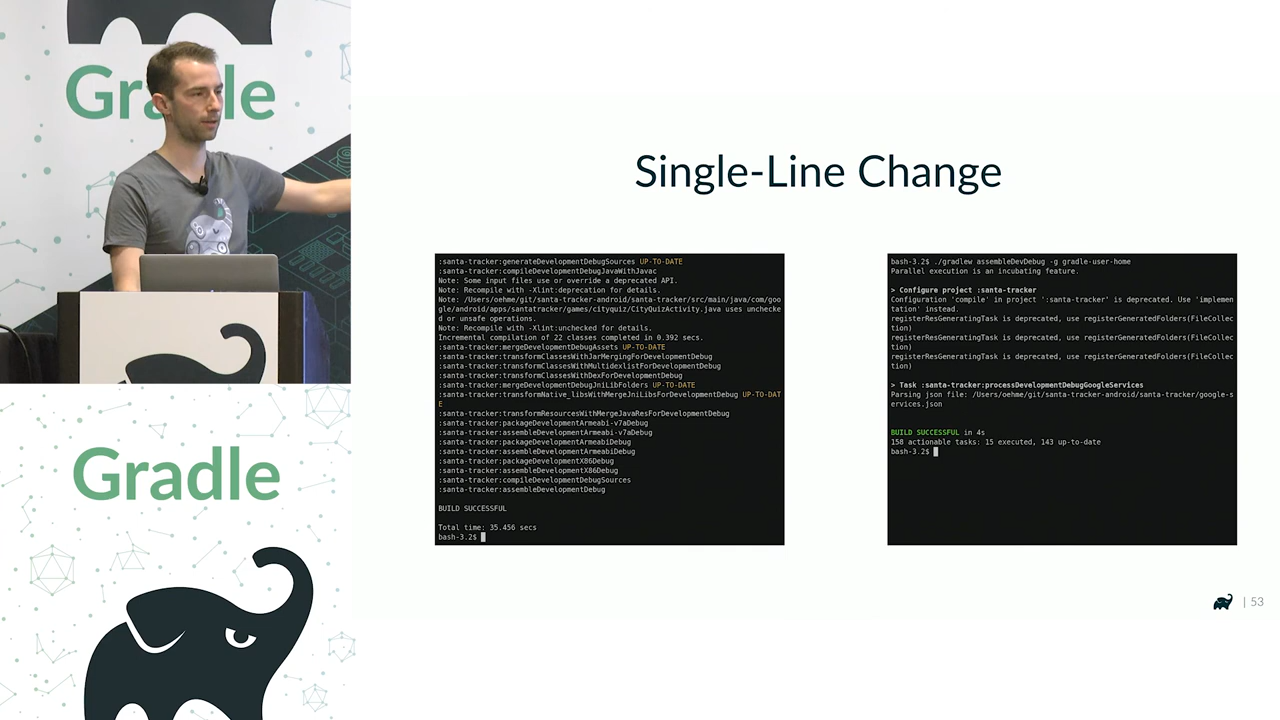 Gradle
Single-Line Change
:santa-tracker:generateDevelopmentDebugSources UP-TO-DATE
:santa-tracker:compileDevelopmentDebugJavaWithJavac
Note: Some input files use or override a deprecated API.
Note: Recompile with -Xlint:deprecation for details.
Note: /Users/oehme/git/santa-tracker-android/santa-tracker/src/main/java/com/goo
gle/android/apps/santatracker/games/cityquiz/CityQuizActivity.java uses unchecke
d or unsafe operations.
Note: Recompile with -Xlint:unchecked for details.
Incremental compilation of 22 classes completed in 0.392 secs.
:santa-tracker:mergeDevelopmentDebugAssets UP-TO-DATE
:santa-tracker:transformClassesWithJarMergingForDevelopmentDebug
:santa-tracker:transformClassesWithMultidexlistForDevelopmentDebug
:santa-tracker:transformClassesWithDexForDevelopmentDebug
:santa-tracker:mergeDevelopmentDebugJniLibFolders UP-TO-DATE
:santa-tracker:transformNative_libsWithMergeJniLibsForDevelopmentDebug UP-TO-DAT
E
:santa-tracker:transformResourcesWithMergeJavaResForDevelopmentDebug
:santa-tracker:packageDevelopmentArmeabi-v7aDebug
:santa-tracker:assembleDevelopmentArmeabi-v7aDebug
:santa-tracker:packageDevelopmentArmeabiDebug
:santa-tracker:assembleDevelopmentArmeabiDebug
:santa-tracker:packageDevelopmentX86Debug
:santa-tracker:assembleDevelopmentX86Debug
:santa-tracker:compileDevelopmentDebugSources
:santa-tracker:assembleDevelopmentDebug
BUILD SUCCESSFUL
Total time: 35.456 secs
bash-3.2$
bash-3.2$ ./gradlew assembleDevDebug -g gradle-user-home
Parallel execution is an incubating feature.
> Configure project :santa-tracker
Configuration 'compile' in project ':santa-tracker' is deprecated. Use 'implemen
tation' instead.
registerResGeneratingTask is deprecated, use registerGeneratedFolders(FileCollec
tion)
registerResGeneratingTask is deprecated, use registerGeneratedFolders(FileCollec
tion)
registerResGeneratingTask is deprecated, use registerGeneratedFolders(FileCollec
tion)
> Task :santa-tracker:processDevelopmentDebugGoogleServices
Parsing json file: /Users/oehme/git/santa-tracker-android/santa-tracker/google-s
ervices.json
BUILD SUCCESSFUL in 4s
158 actionable tasks: 15 executed, 143 up-to-date
bash-3.2$
| 53
Gradle